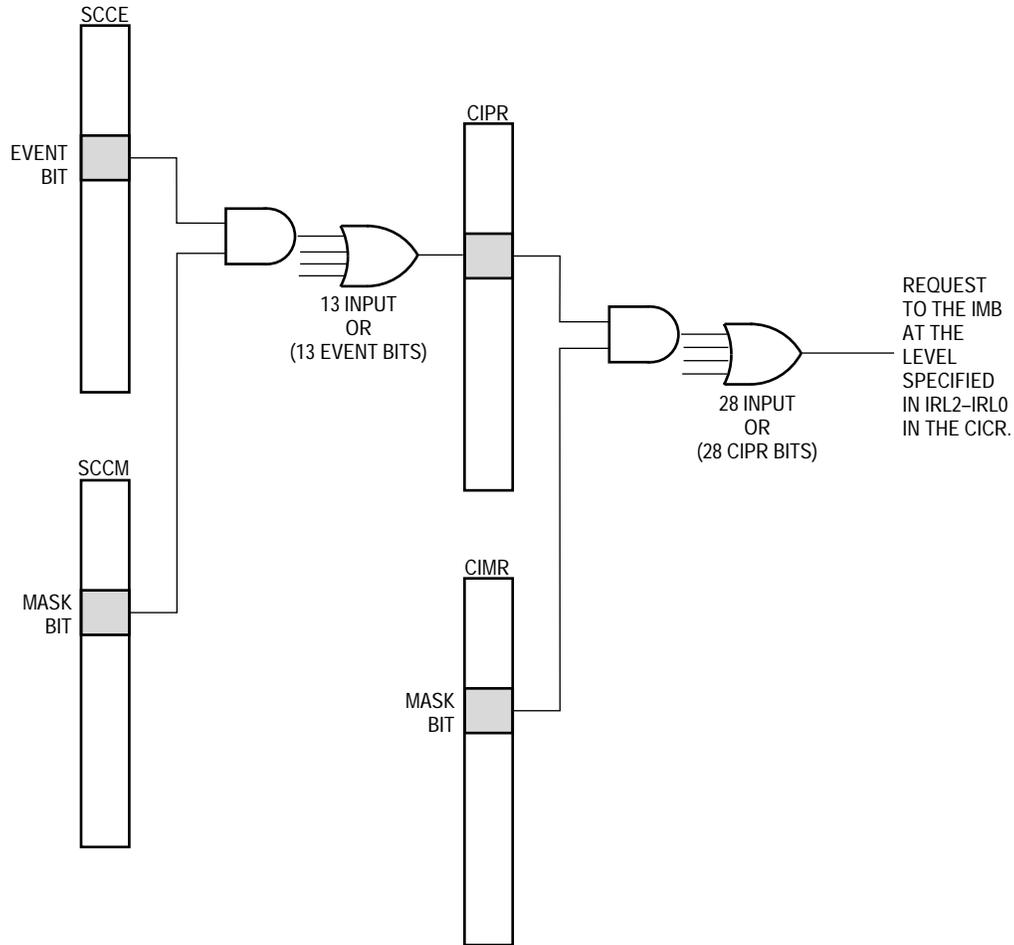 SCCE
EVENT
BIT
CIPR
13 INPUT
OR
(13 EVENT BITS)
REQUEST
TO THE IMB
AT THE
LEVEL
SPECIFIED
IN IRL2–IRL0
IN THE CICR.
28 INPUT
OR
(28 CIPR BITS)
SCCM
MASK
BIT
CIMR
MASK
BIT